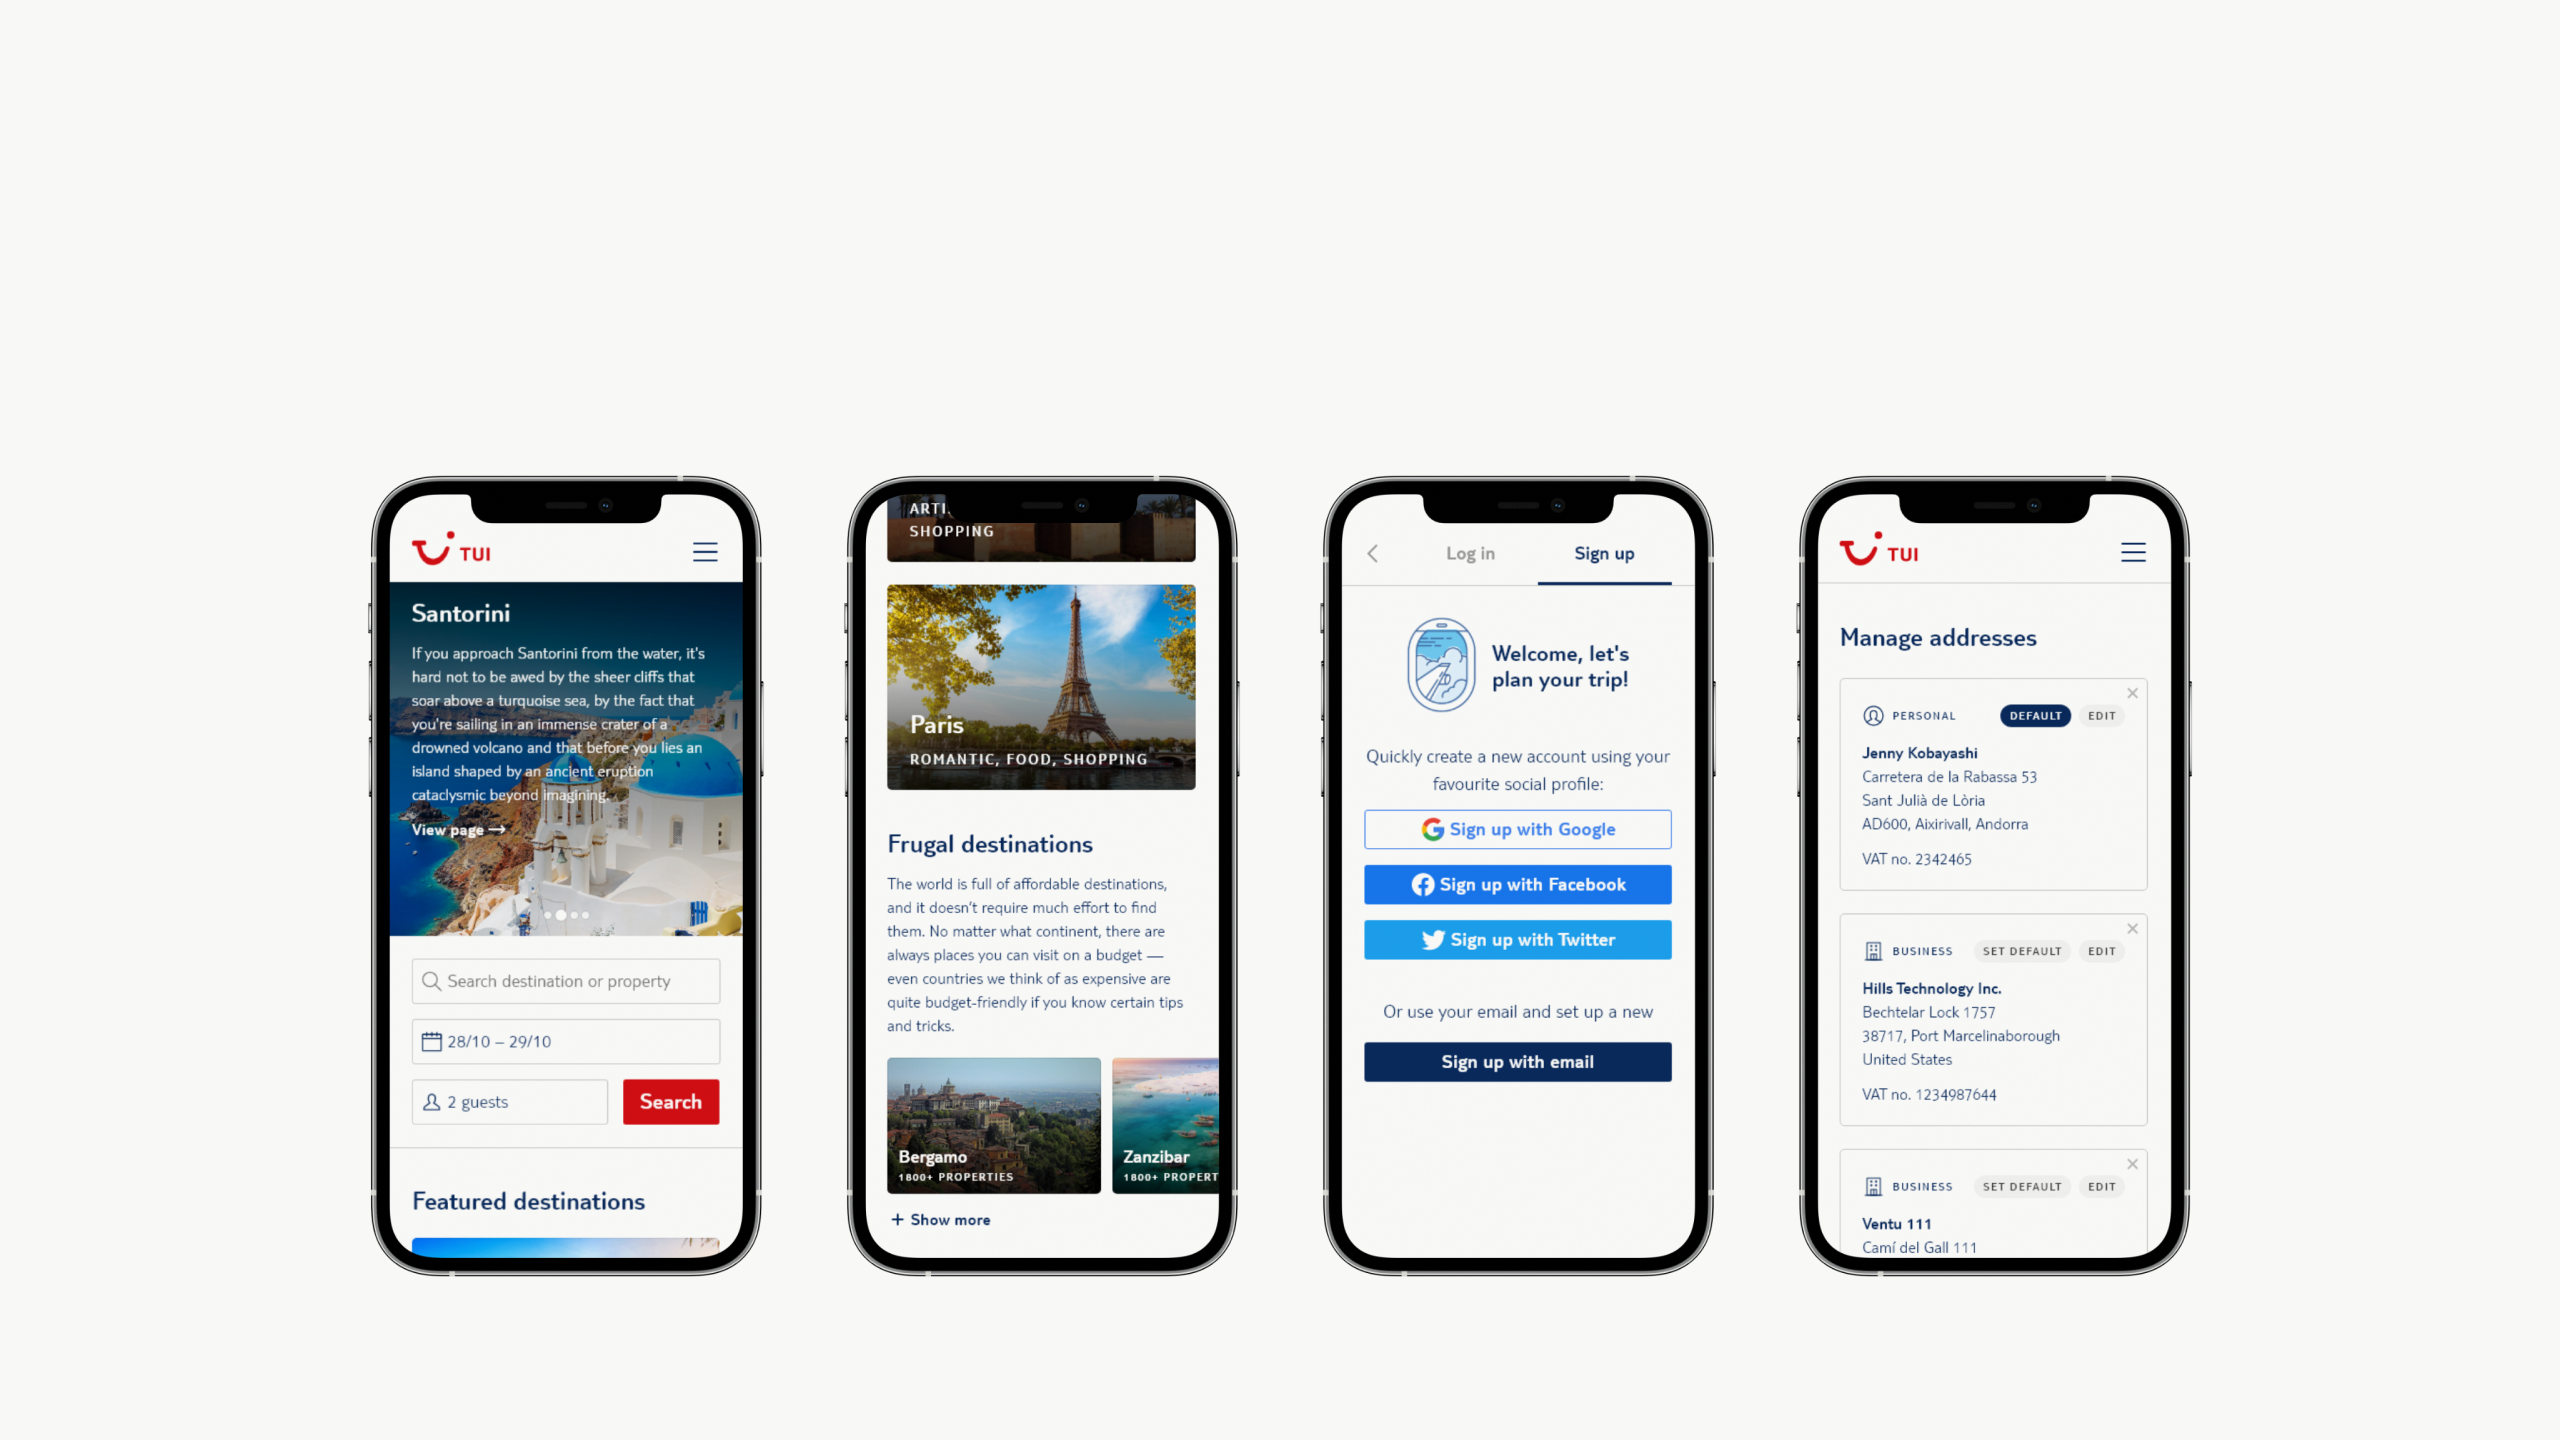 TUI
Santorini
If you approach Santorini from the water, it's
hard not to be awed by the sheer cliffs that
soar above a turquoise sea, by the fact that
you're sailing in an immense crater of a
drowned volcano and that before you lies an
island shaped by an ancient eruption
cataclysmic beyond imagining.
View page →
Search destination or property
28/10 – 29/10
2 guests
Search
Featured destinations
ARTI.
SHOPPING
Paris
ROMANTIC, FOOD, SHOPPING
Frugal destinations
The world is full of affordable destinations,
and it doesn't require much effort to find
them. No matter what continent, there are
always places you can visit on a budget —
even countries we think of as expensive are
quite budget-friendly if you know certain tips
and tricks.
Bergamo
1800+ PROPERTIES
Zanzibar
1800+ PROPERT
+ Show more
Log in
Sign up
Welcome, let's
plan your trip!
Quickly create a new account using your
favourite social profile:
Sign up with Google
Sign up with Facebook
Sign up with Twitter
Or use your email and set up a new
Sign up with email
TUI
Manage addresses
PERSONAL DEFAULT EDIT
Jenny Kobayashi
Carretera de la Rabassa 53
Sant Julià de Lòria
AD600, Aixirivall, Andorra
VAT no. 2342465
BUSINESS SET DEFAULT EDIT
Hills Technology Inc.
Bechtelar Lock 1757
38717, Port Marcelinaborough
United States
VAT no. 1234987644
BUSINESS SET DEFAULT EDIT
Ventu 111
Camí del Gall 111